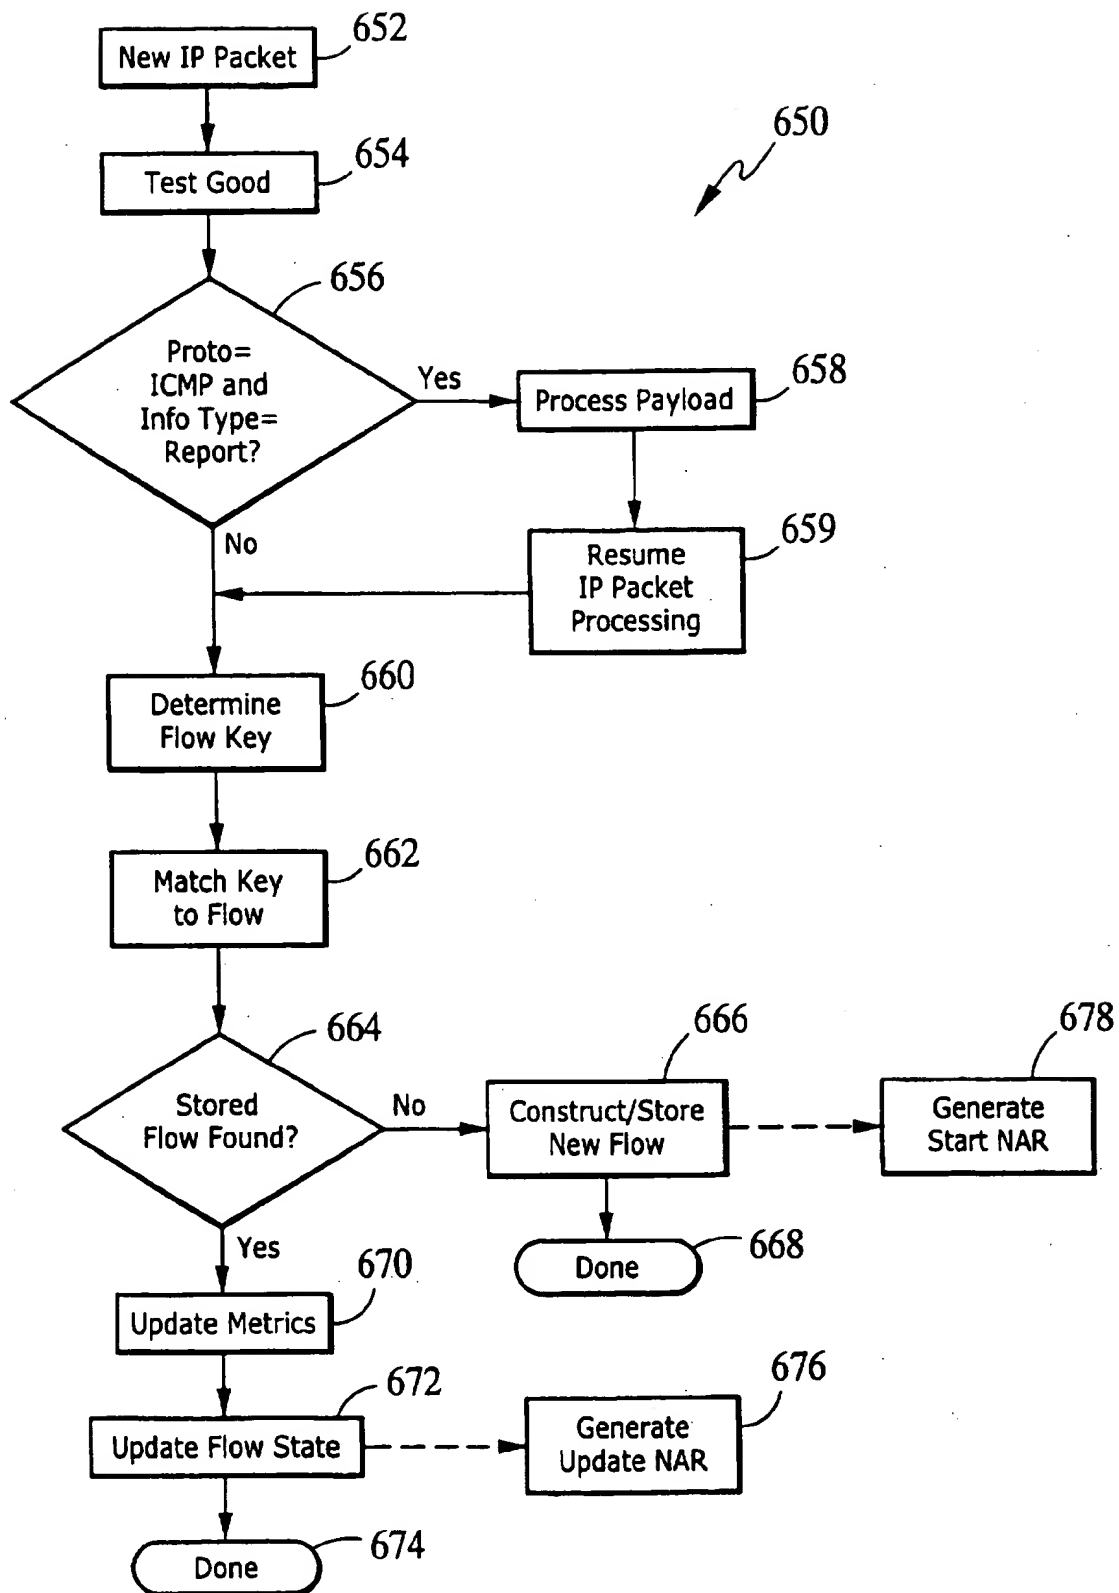 652
New IP Packet
650
654
Test Good
656
Proto=
ICMP and
Info Type=
Report?
Yes
658
Process Payload
No
659
Resume
IP Packet
Processing
660
Determine
Flow Key
662
Match Key
to Flow
664
Stored
Flow Found?
No
666
Construct/Store
New Flow
678
Generate
Start NAR
668
Done
Yes
670
Update Metrics
672
Update Flow State
676
Generate
Update NAR
674
Done